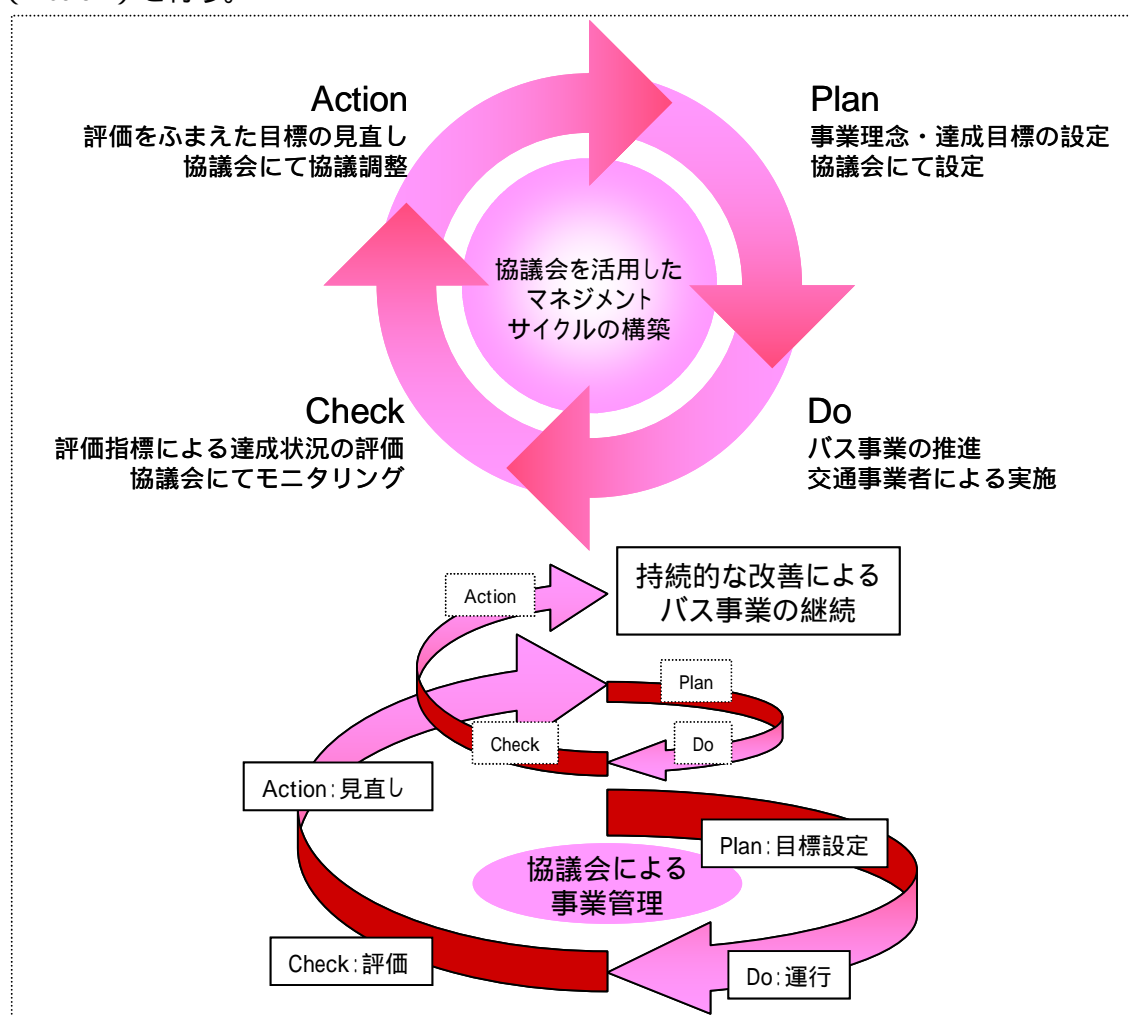 Action
評価をふまえた目標の見直し
協議会にて協議調整
Plan
事業理念・達成目標の設定
協議会にて設定
協議会を活用した
マネジメント
サイクルの構築
Check
評価指標による達成状況の評価
協議会にてモニタリング
Do
バス事業の推進
交通事業者による実施
持続的な改善による
バス事業の継続
Action
Plan
Check
Do
Action:見直し
Plan:目標設定
協議会による
事業管理
Check:評価
Do:運行